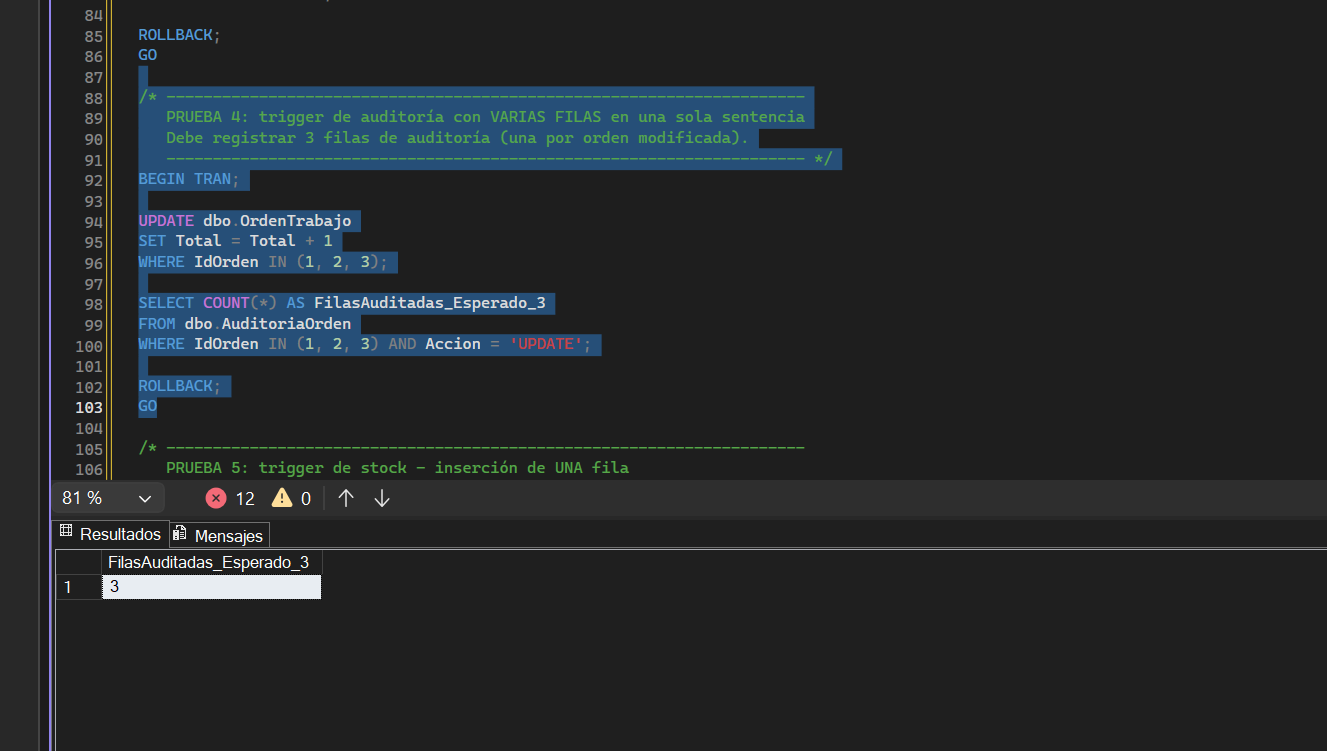 84
85 ROLLBACK;
86 GO
87
88 /* ---------------------------------------------------------------------
89 PRUEBA 4: trigger de auditoría con VARIAS FILAS en una sola sentencia
90 Debe registrar 3 filas de auditoría (una por orden modificada).
91 --------------------------------------------------------------------- */
92 BEGIN TRAN;
93
94 UPDATE dbo.OrdenTrabajo
95 SET Total = Total + 1
96 WHERE IdOrden IN (1, 2, 3);
97
98 SELECT COUNT(*) AS FilasAuditadas_Esperado_3
99 FROM dbo.AuditoriaOrden
100 WHERE IdOrden IN (1, 2, 3) AND Accion = 'UPDATE';
101
102 ROLLBACK;
103 GO
104
105 /* ---------------------------------------------------------------------
106 PRUEBA 5: trigger de stock - inserción de UNA fila
81 % 12 0
Resultados Mensajes
FilasAuditadas_Esperado_3
1 3